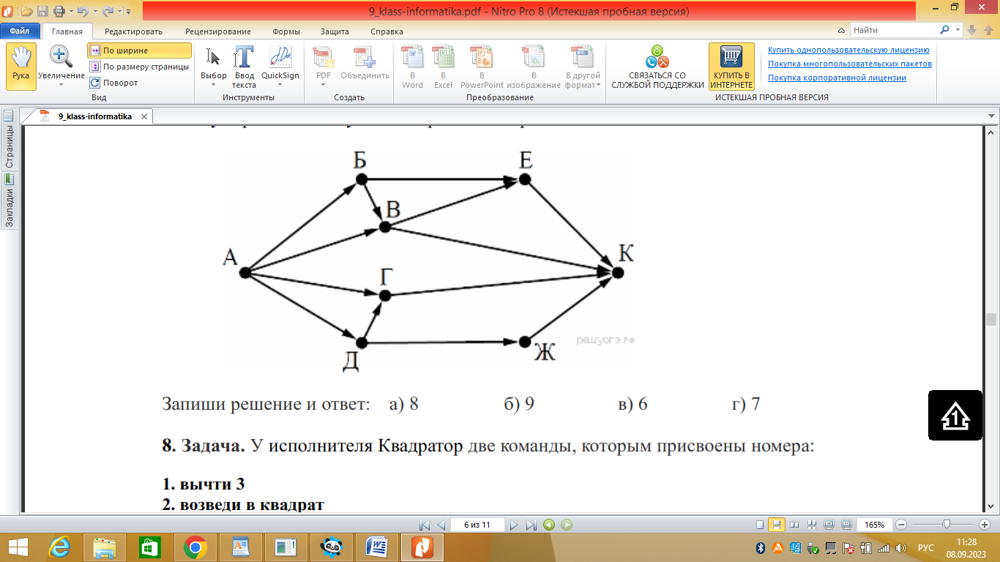 9_klass-informatika.pdf - Nitro Pro 8 (Истекшая пробная версия)
Файл Главная Редактировать Рецензирование Формы Защита Справка Найти
Рука Увеличение
По ширине
По размеру страницы
Поворот
Вид
Выбор Ввод текста QuickSign
Инструменты
PDF Объединить
Создать
В Word В Excel В PowerPoint В изображение В другой формат
Преобразование
СВЯЗАТЬСЯ СО СЛУЖБОЙ ПОДДЕРЖКИ КУПИТЬ В ИНТЕРНЕТЕ
Купить однопользовательскую лицензию
Покупка многопользовательских пакетов
Покупка корпоративной лицензии
ИСТЕКШАЯ ПРОБНАЯ ВЕРСИЯ
9_klass-informatika
Страницы
Закладки
Б Е
В
А К
Г
Д Ж
решуогэ.рф
Запиши решение и ответ: а) 8 б) 9 в) 6 г) 7
8. Задача. У исполнителя Квадратор две команды, которым присвоены номера:
1. вычти 3
2. возведи в квадрат
6 из 11 165%
РУС 11:28
08.09.2023